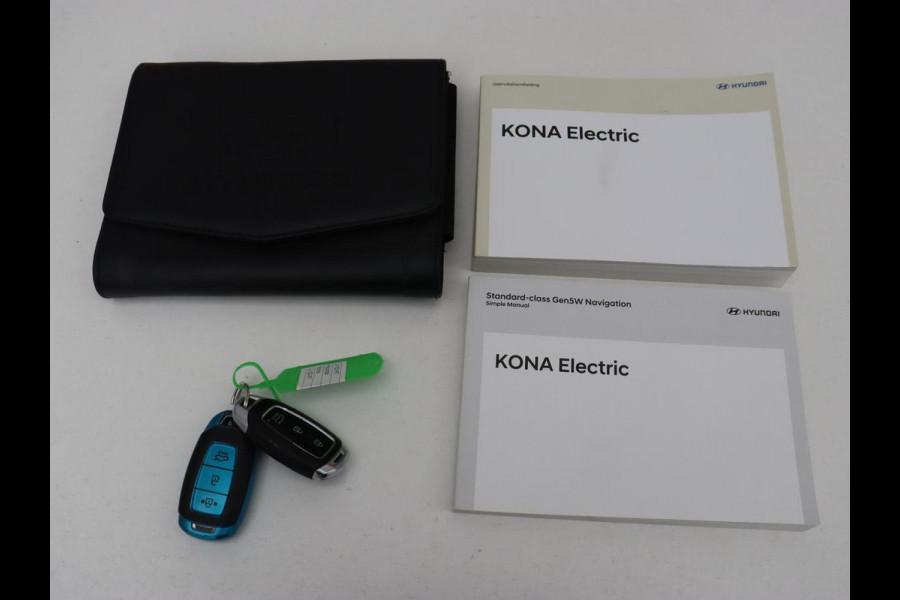 Gebruikershandleiding
HYUNDAI
KONA Electric
Standard-class Gen5W Navigation
Simple Manual
HYUNDAI
KONA Electric